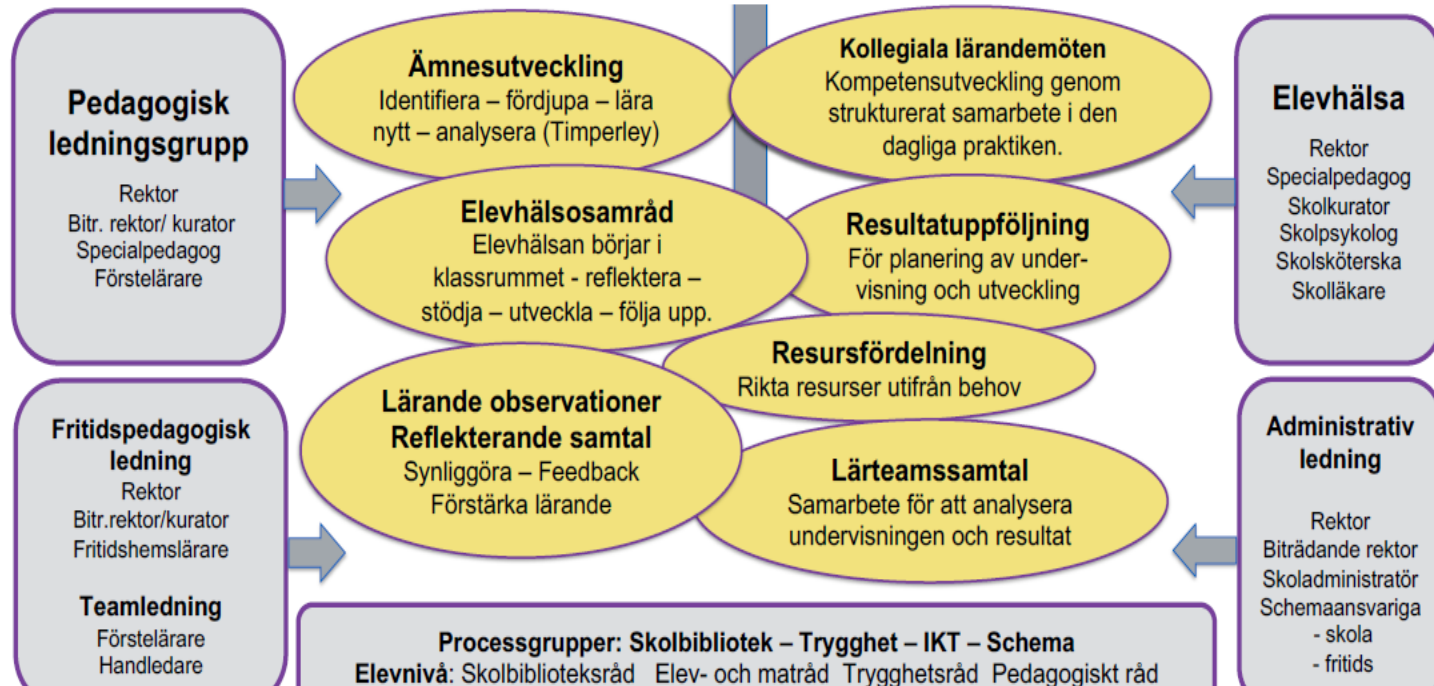 Pedagogisk
ledningsgrupp
Rektor
Bitr. rektor/ kurator
Specialpedagog
Förstelärare
Ämnesutveckling
Identifiera – fördjupa – lära
nytt – analysera (Timperley)
Kollegiala lärandemöten
Kompetensutveckling genom
strukturerat samarbete i den
dagliga praktiken.
Elevhälsa
Rektor
Specialpedagog
Skolkurator
Skolpsykolog
Skolsköterska
Skolläkare
Elevhälsosamråd
Elevhälsan börjar i
klassrummet - reflektera –
stödja – utveckla – följa upp.
Resultatuppföljning
För planering av under-
visning och utveckling
Resursfördelning
Rikta resurser utifrån behov
Fritidspedagogisk
ledning
Rektor
Bitr.rektor/kurator
Fritidshemslärare
Teamledning
Förstelärare
Handledare
Lärande observationer
Reflekterande samtal
Synliggöra – Feedback
Förstärka lärande
Lärteamssamtal
Samarbete för att analysera
undervisningen och resultat
Administrativ
ledning
Rektor
Biträdande rektor
Skoladministratör
Schemaansvariga
- skola
- fritids
Processgrupper: Skolbibliotek – Trygghet – IKT – Schema
Elevnivå: Skolbiblioteksråd Elev- och matråd Trygghetsråd Pedagogiskt råd